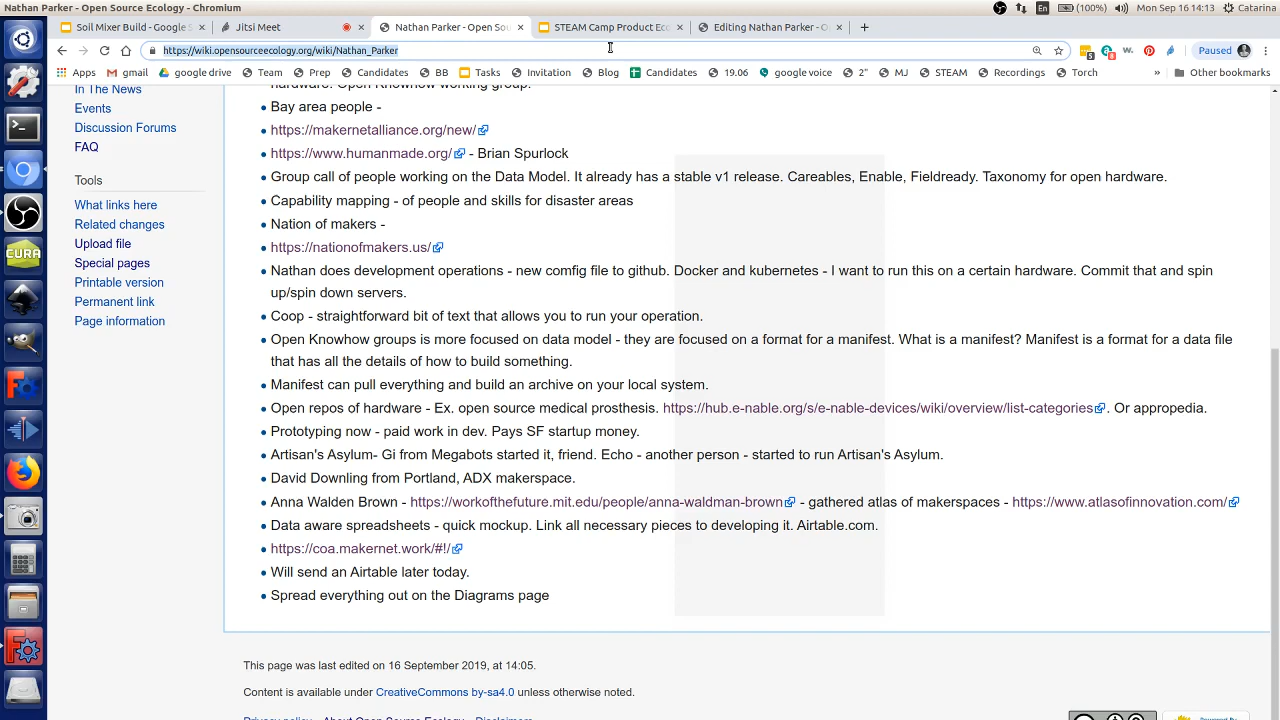 Nathan Parker - Open Source Ecology - Chromium
En (100%) Mon Sep 16 14:13 Catarina
Soil Mixer Build - Google S × Jitsi Meet × Nathan Parker - Open Sou × STEAM Camp Product Eco × Editing Nathan Parker - O × +
https://wiki.opensourceecology.org/wiki/Nathan_Parker Paused
Apps gmail google drive Team Prep Candidates BB Tasks Invitation Blog Candidates 19.06 google voice 2" MJ STEAM Recordings Torch » Other bookmarks
In The News
Events
Discussion Forums
FAQ
Tools
What links here
Related changes
Upload file
Special pages
Printable version
Permanent link
Page information
hardware. Open Knowhow working group.
Bay area people -
https://makernetalliance.org/new/
https://www.humanmade.org/ - Brian Spurlock
Group call of people working on the Data Model. It already has a stable v1 release. Careables, Enable, Fieldready. Taxonomy for open hardware.
Capability mapping - of people and skills for disaster areas
Nation of makers -
https://nationofmakers.us/
Nathan does development operations - new comfig file to github. Docker and kubernetes - I want to run this on a certain hardware. Commit that and spin
up/spin down servers.
Coop - straightforward bit of text that allows you to run your operation.
Open Knowhow groups is more focused on data model - they are focused on a format for a manifest. What is a manifest? Manifest is a format for a data file
that has all the details of how to build something.
Manifest can pull everything and build an archive on your local system.
Open repos of hardware - Ex. open source medical prosthesis. https://hub.e-nable.org/s/e-nable-devices/wiki/overview/list-categories . Or appropedia.
Prototyping now - paid work in dev. Pays SF startup money.
Artisan's Asylum- Gi from Megabots started it, friend. Echo - another person - started to run Artisan's Asylum.
David Downling from Portland, ADX makerspace.
Anna Walden Brown - https://workofthefuture.mit.edu/people/anna-waldman-brown - gathered atlas of makerspaces - https://www.atlasofinnovation.com/
Data aware spreadsheets - quick mockup. Link all necessary pieces to developing it. Airtable.com.
https://coa.makernet.work/#!/
Will send an Airtable later today.
Spread everything out on the Diagrams page
This page was last edited on 16 September 2019, at 14:05.
Content is available under CreativeCommons by-sa4.0 unless otherwise noted.
Privacy policy About Open Source Ecology Disclaimers
CURA